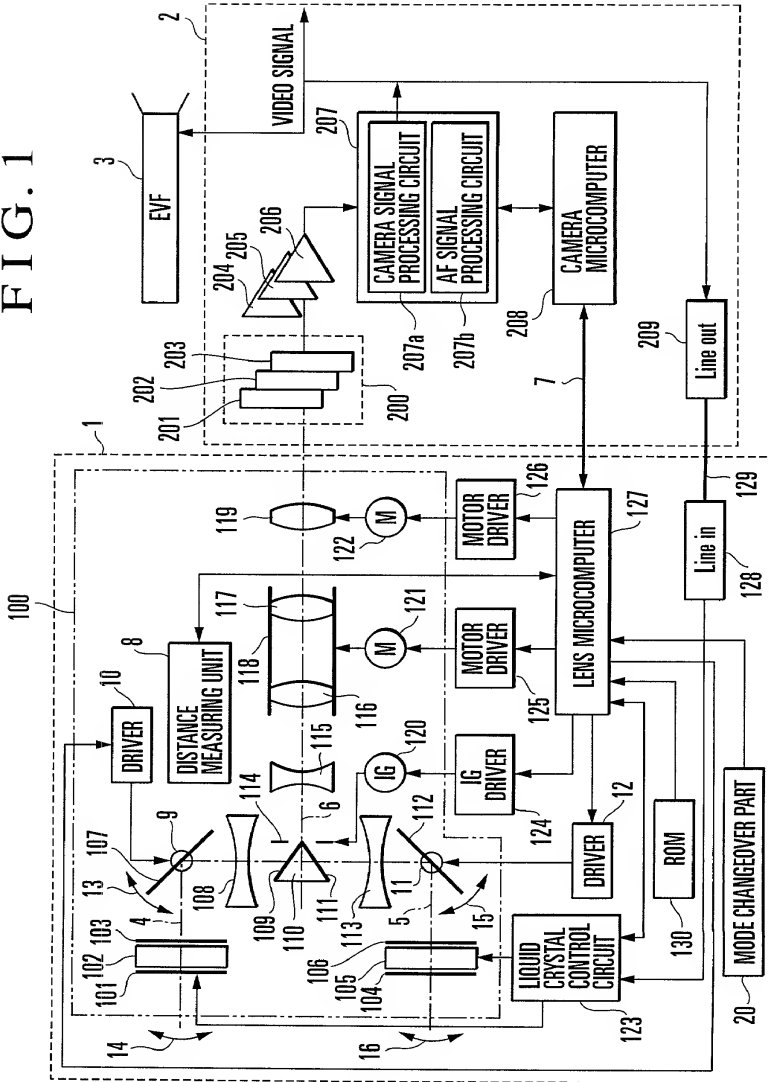 FIG.1
2
3
EVF
VIDEO SIGNAL
204
205
206
207
CAMERA SIGNAL
PROCESSING CIRCUIT
AF SIGNAL
PROCESSING CIRCUIT
207a
207b
CAMERA
MICROCOMPUTER
208
201
202
203
200
7
209
Line out
1
100
129
Line in
128
119
M
122
MOTOR
DRIVER
126
LENS MICROCOMPUTER
127
117
118
116
M
121
MOTOR
DRIVER
125
8
DISTANCE
MEASURING UNIT
10
DRIVER
115
114
6
IG
120
IG
DRIVER
124
9
107
13
108
109
110
111
113
112
11
12
DRIVER
4
103
102
101
14
5
15
106
105
104
16
LIQUID
CRYSTAL
CONTROL
CIRCUIT
123
ROM
130
MODE CHANGEOVER PART
20